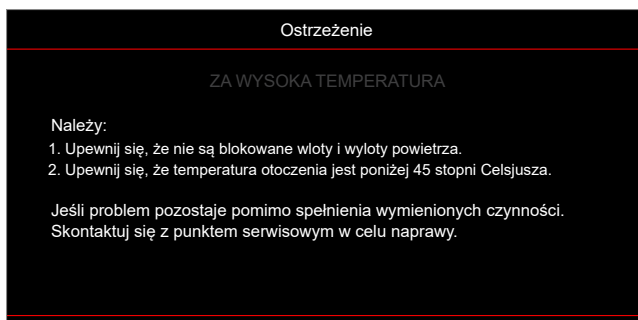 Ostrzeżenie
ZA WYSOKA TEMPERATURA
Należy:
1. Upewnij się, że nie są blokowane wloty i wyloty powietrza.
2. Upewnij się, że temperatura otoczenia jest poniżej 45 stopni Celsjusza.
Jeśli problem pozostaje pomimo spełnienia wymienionych czynności.
Skontaktuj się z punktem serwisowym w celu naprawy.